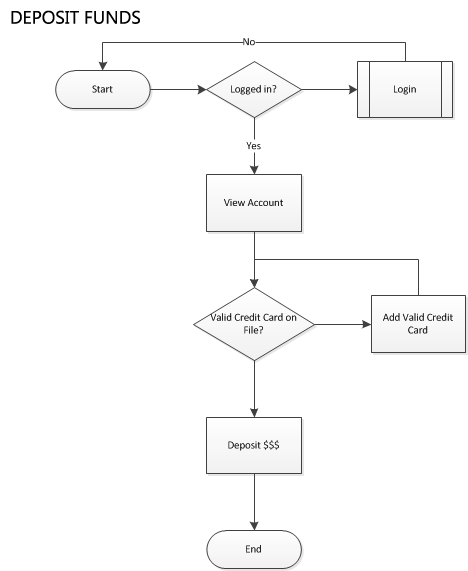 DEPOSIT FUNDS
No
Start
Logged in?
Login
Yes
View Account
Valid Credit Card on
File?
Add Valid Credit
Card
Deposit $$$
End